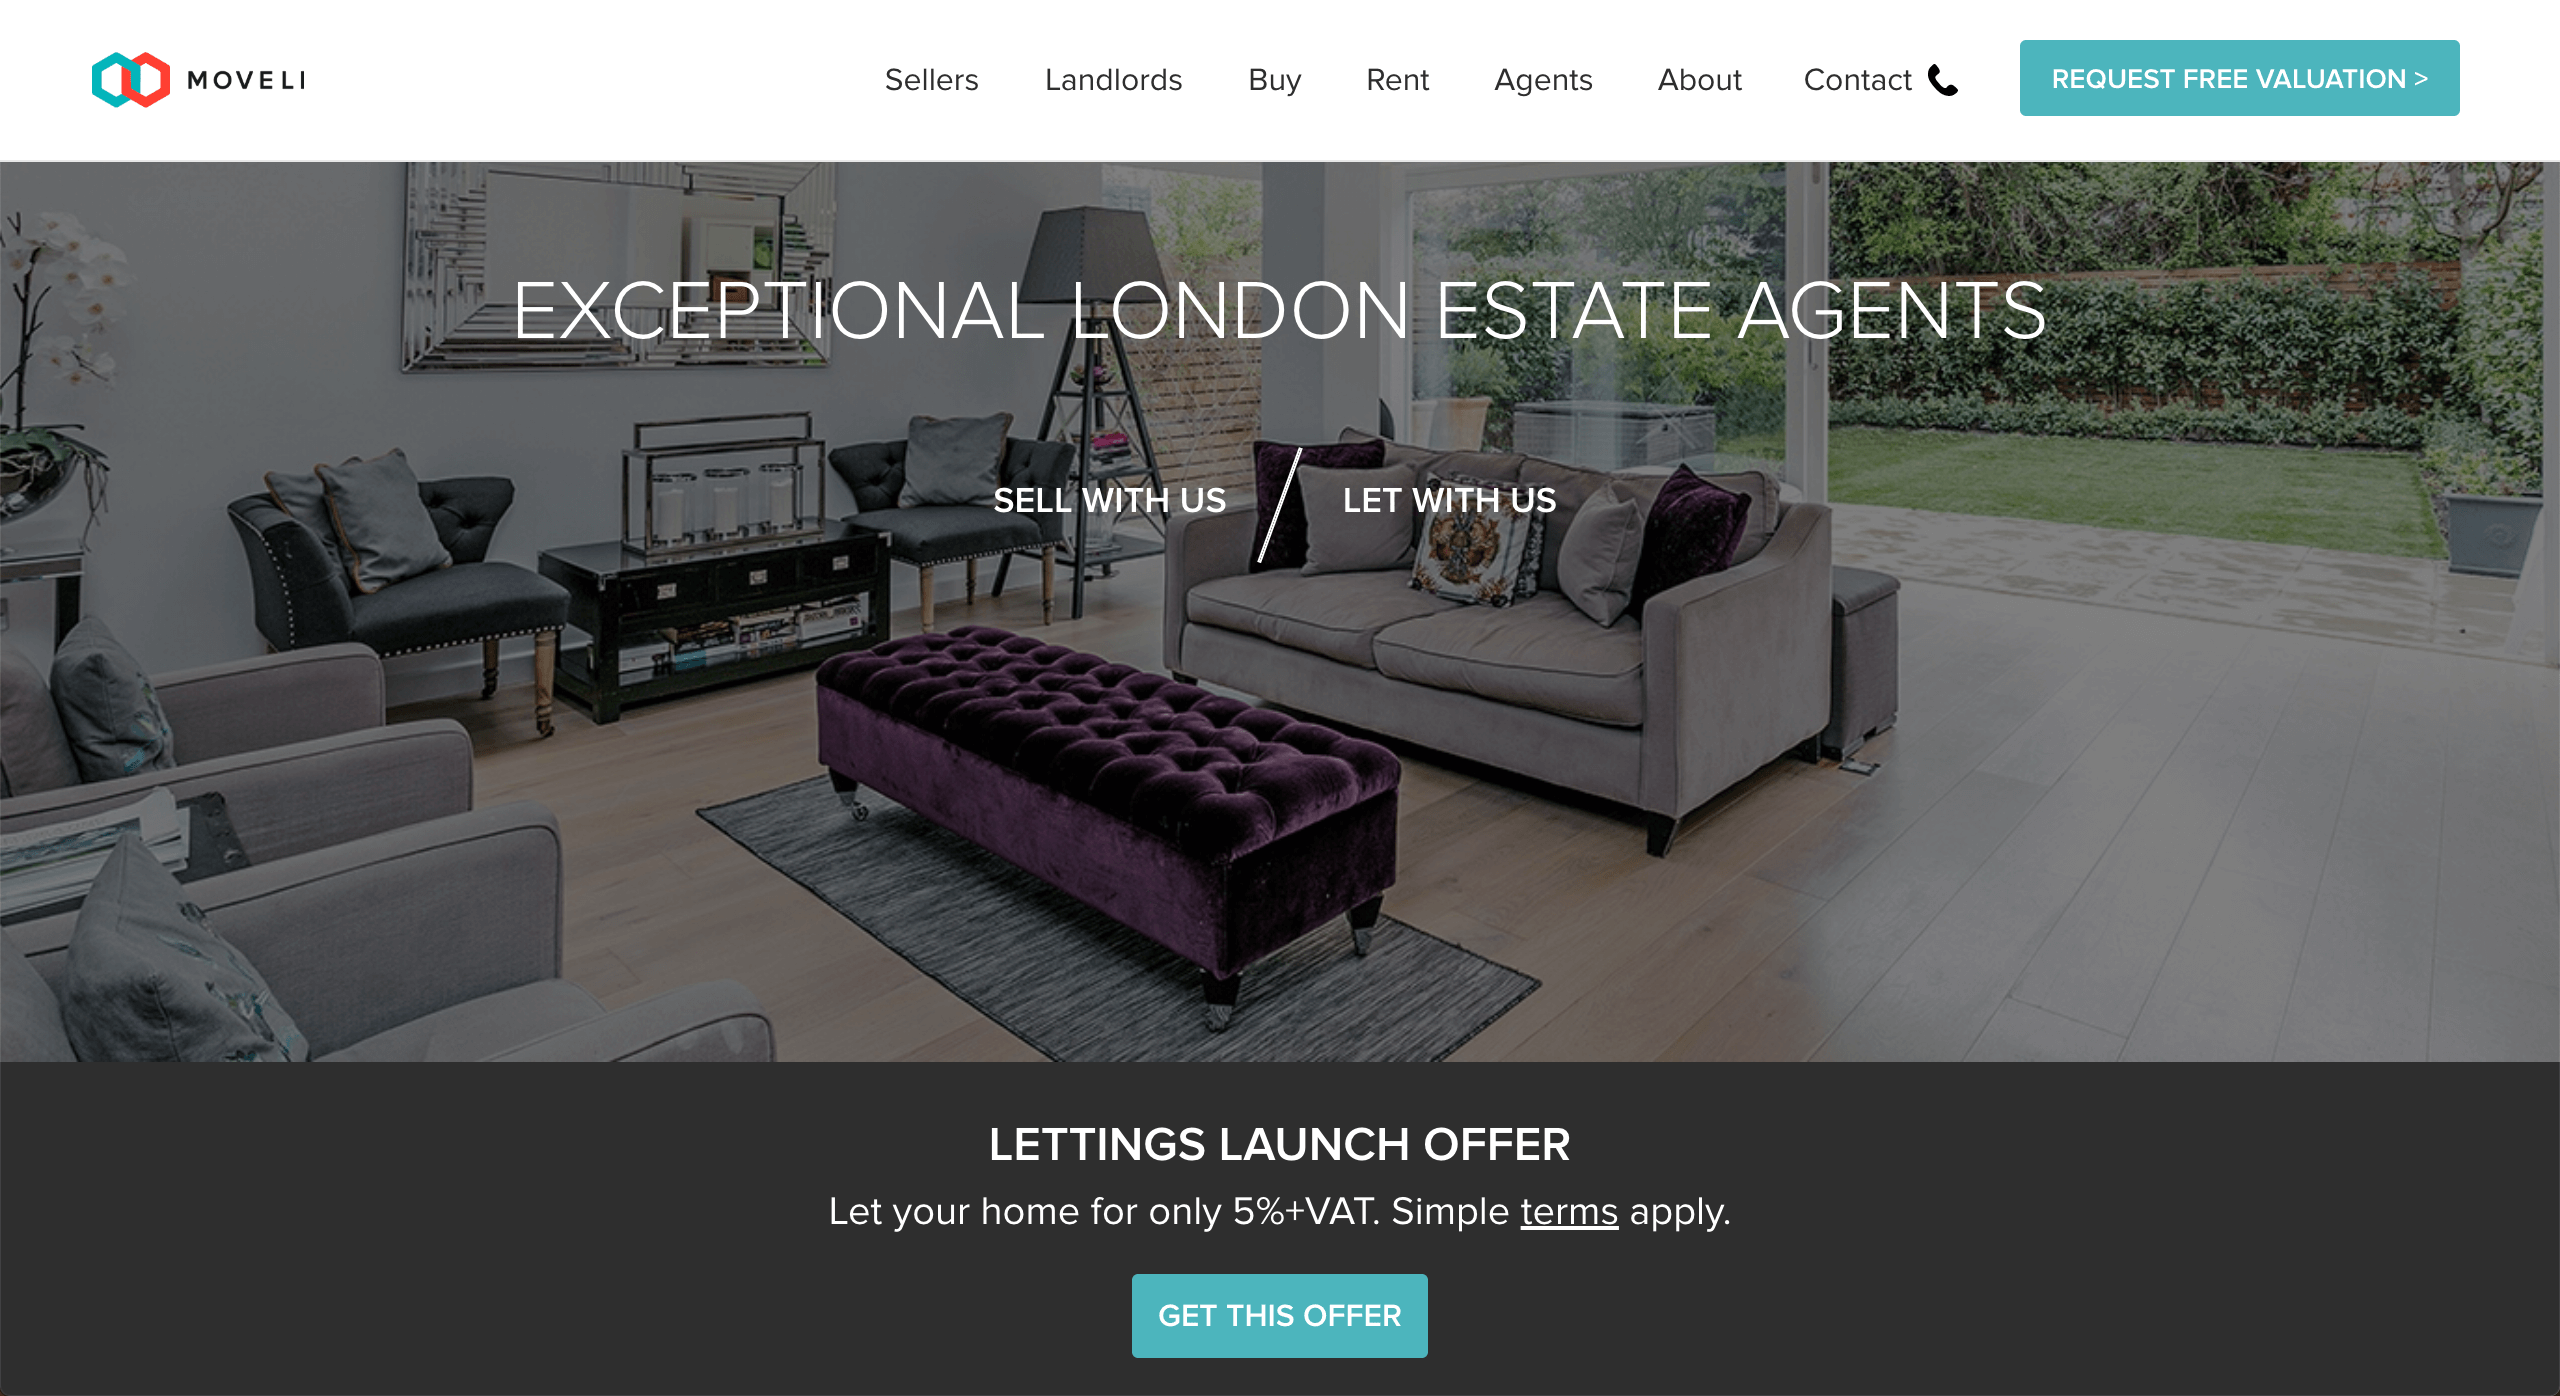 MOVELI
Sellers Landlords Buy Rent Agents About Contact
REQUEST FREE VALUATION >
EXCEPTIONAL LONDON ESTATE AGENTS
SELL WITH US / LET WITH US
LETTINGS LAUNCH OFFER
Let your home for only 5%+VAT. Simple terms apply.
GET THIS OFFER